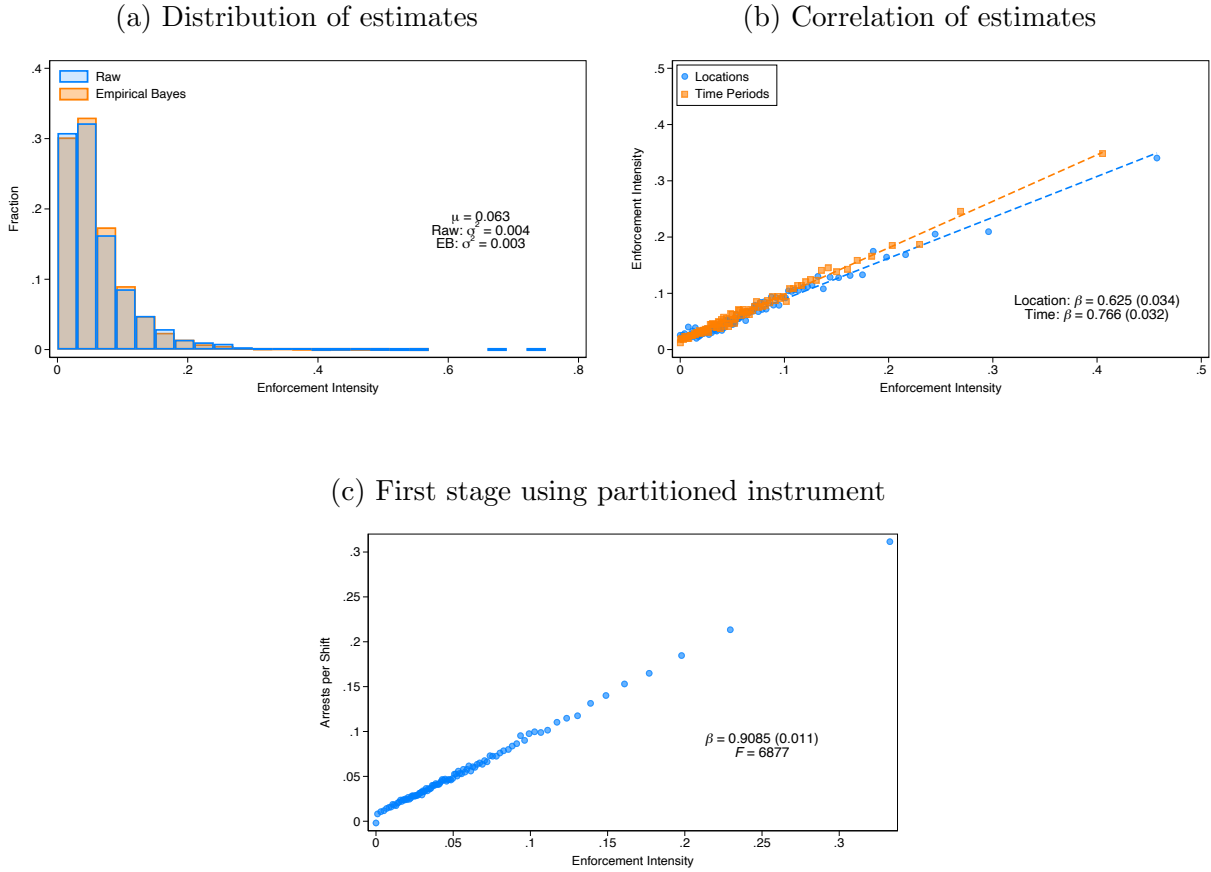 (a) Distribution of estimates
.4
.3
.2
.1
0
Fraction
Raw
Empirical Bayes
μ = 0.063
Raw: σ² = 0.004
EB: σ² = 0.003
0 .2 .4 .6 .8
Enforcement Intensity
(b) Correlation of estimates
.5
.4
.3
.2
.1
0
Enforcement Intensity
Locations
Time Periods
Location: β = 0.625 (0.034)
Time: β = 0.766 (0.032)
0 .1 .2 .3 .4 .5
Enforcement Intensity
(c) First stage using partitioned instrument
.3
.25
.2
.15
.1
.05
0
Arrests per Shift
β = 0.9085 (0.011)
F = 6877
0 .05 .1 .15 .2 .25 .3
Enforcement Intensity